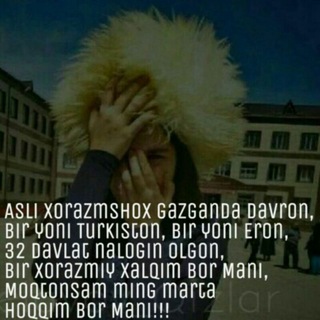 Asli Xorazmshox gazganda davron,
Bir yoni Turkiston, Bir yoni Eron,
32 Davlat nalogin olgon,
Bir xorazmiy xalqim bor mani,
Moqtonsam ming marta
Hoqqim bor mani!!!